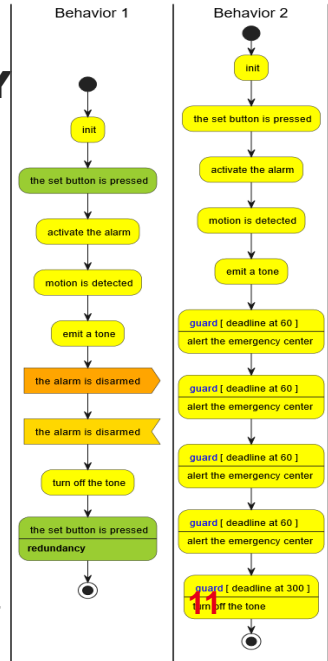 Behavior 1
Y
init
the set button is pressed
activate the alarm
motion is detected
emit a tone
the alarm is disarmed
the alarm is disarmed
turn off the tone
the set button is pressed
redundancy
Behavior 2
init
the set button is pressed
activate the alarm
motion is detected
emit a tone
guard [ deadline at 60 ]
alert the emergency center
guard [ deadline at 60 ]
alert the emergency center
guard [ deadline at 60 ]
alert the emergency center
guard [ deadline at 60 ]
alert the emergency center
guard [ deadline at 300 ]
turn off the tone
11